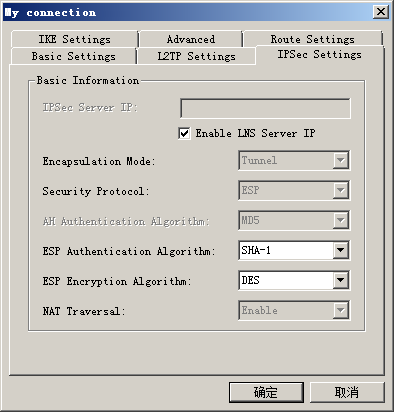 My connection
IKE Settings Advanced Route Settings
Basic Settings L2TP Settings IPSec Settings
Basic Information
IPSec Server IP:
Enable LNS Server IP
Encapsulation Mode: Tunnel
Security Protocol: ESP
AH Authentication Algorithm: MD5
ESP Authentication Algorithm: SHA-1
ESP Encryption Algorithm: DES
NAT Traversal: Enable
确定 取消